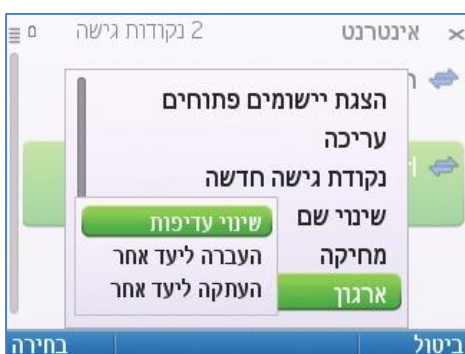 אינטרנט
2 נקודות גישה
הצגת יישומים פתוחים
עריכה
נקודת גישה חדשה
שינוי שם
מחיקה
ארגון
שינוי עדיפות
העברה ליעד אחר
העתקה ליעד אחר
ביטול
בחירה